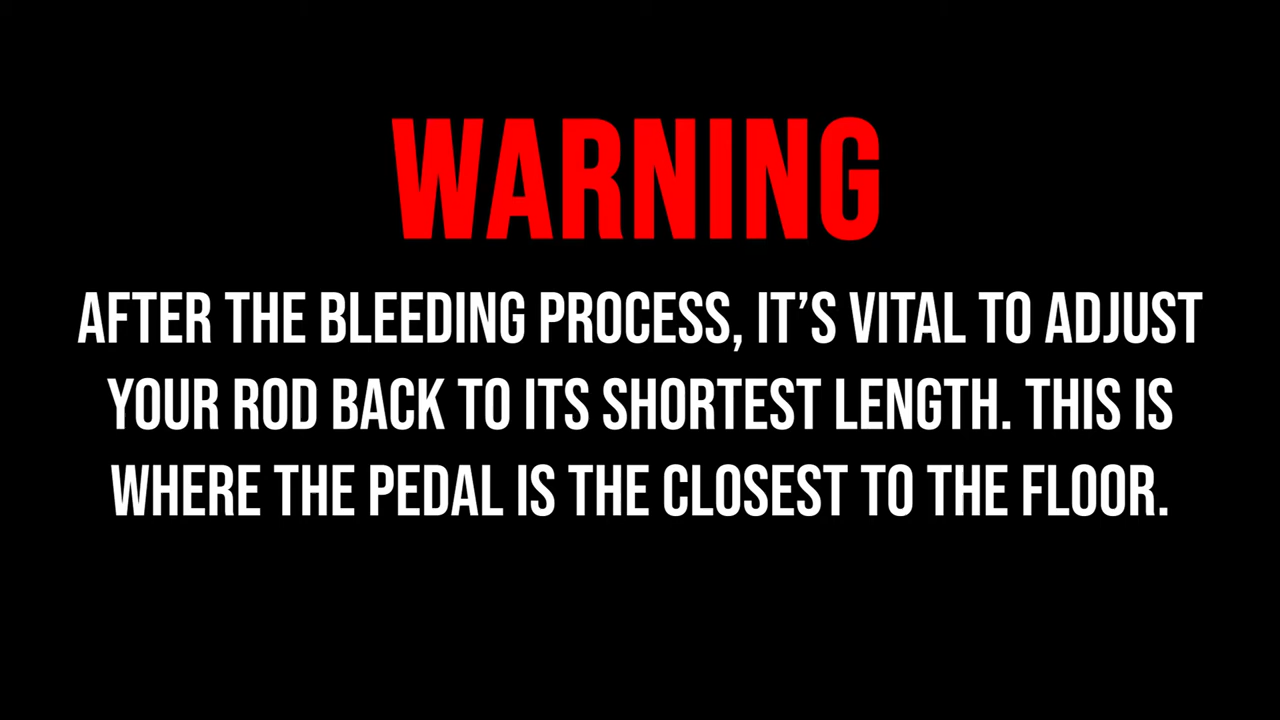 WARNING
AFTER THE BLEEDING PROCESS, IT’S VITAL TO ADJUST
YOUR ROD BACK TO ITS SHORTEST LENGTH. THIS IS
WHERE THE PEDAL IS THE CLOSEST TO THE FLOOR.